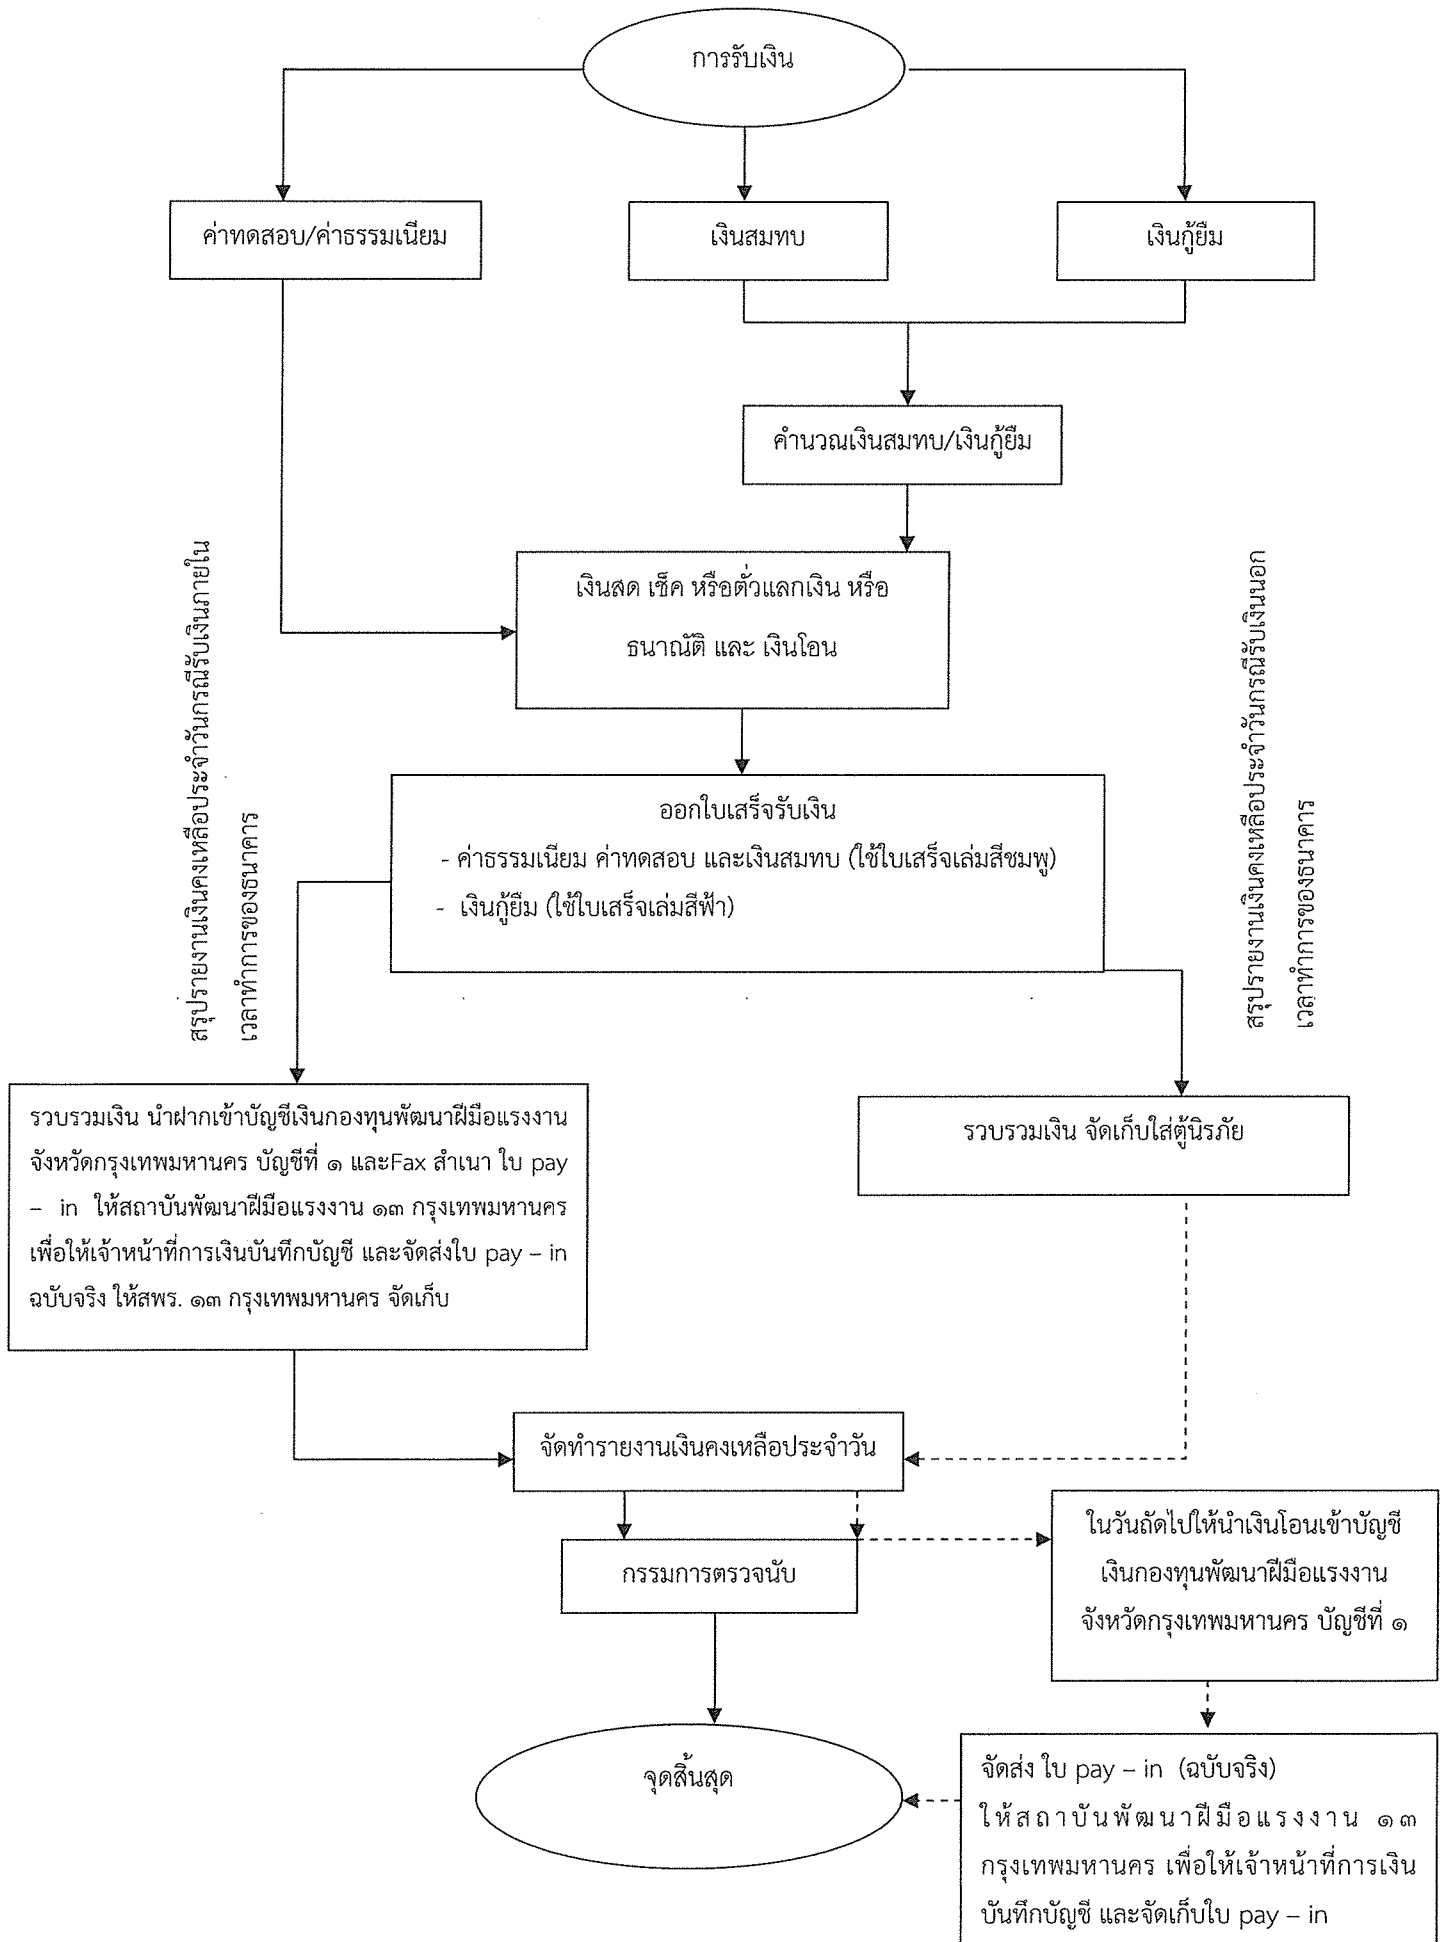 การรับเงิน
ค่าทดสอบ/ค่าธรรมเนียม
เงินสมทบ
เงินกู้ยืม
คำนวณเงินสมทบ/เงินกู้ยืม
เงินสด เช็ค หรือตั่วแลกเงิน หรือ
ธนาณัติ และ เงินโอน
สรุปรายงานเงินคงเหลือประจำวันกรณีรับเงินภายใน
เวลาทำการของธนาคาร
สรุปรายงานเงินคงเหลือประจำวันกรณีรับเงินนอก
เวลาทำการของธนาคาร
ออกใบเสร็จรับเงิน
- ค่าธรรมเนียม ค่าทดสอบ และเงินสมทบ (ใช้ใบเสร็จเล่มสีชมพู)
- เงินกู้ยืม (ใช้ใบเสร็จเล่มสีฟ้า)
รวบรวมเงิน นำฝากเข้าบัญชีเงินกองทุนพัฒนาฝีมือแรงงาน
จังหวัดกรุงเทพมหานคร บัญชีที่ ๑ และFax สำเนา ใบ pay
– in ให้สถาบันพัฒนาฝีมือแรงงาน ๑๓ กรุงเทพมหานคร
เพื่อให้เจ้าหน้าที่การเงินบันทึกบัญชี และจัดส่งใบ pay – in
ฉบับจริง ให้สพร. ๑๓ กรุงเทพมหานคร จัดเก็บ
รวบรวมเงิน จัดเก็บใส่ตู้นิรภัย
จัดทำรายงานเงินคงเหลือประจำวัน
กรรมการตรวจนับ
ในวันถัดไปให้นำเงินโอนเข้าบัญชี
เงินกองทุนพัฒนาฝีมือแรงงาน
จังหวัดกรุงเทพมหานคร บัญชีที่ ๑
จุดสิ้นสุด
จัดส่ง ใบ pay – in (ฉบับจริง)
ให้สถาบันพัฒนาฝีมือแรงงาน ๑๓
กรุงเทพมหานคร เพื่อให้เจ้าหน้าที่การเงิน
บันทึกบัญชี และจัดเก็บใบ pay – in